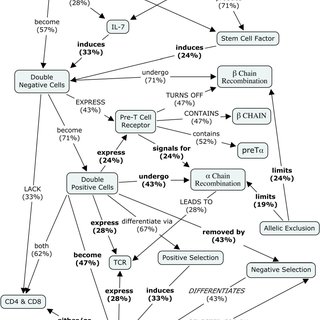 (28%)
become
(57%)
IL-7
(71%)
Stem Cell Factor
induces
(33%)
induces
(24%)
Double
Negative Cells
undergo
(71%)
β Chain
Recombination
EXPRESS
(43%)
TURNS OFF
(47%)
Pre-T Cell
Receptor
CONTAINS
(47%)
β CHAIN
become
(71%)
contains
(52%)
preTα
express
(24%)
signals for
(24%)
Double
Positive Cells
undergo
(43%)
α Chain
Recombination
limits
(24%)
limits
(19%)
LACK
(33%)
LEADS TO
(28%)
express
(28%)
differentiate via
(67%)
Allelic Exclusion
removed by
(43%)
both
(62%)
become
(47%)
TCR
Positive Selection
Negative Selection
CD4 & CD8
express
(28%)
induces
(33%)
DIFFERENTIATES
(43%)